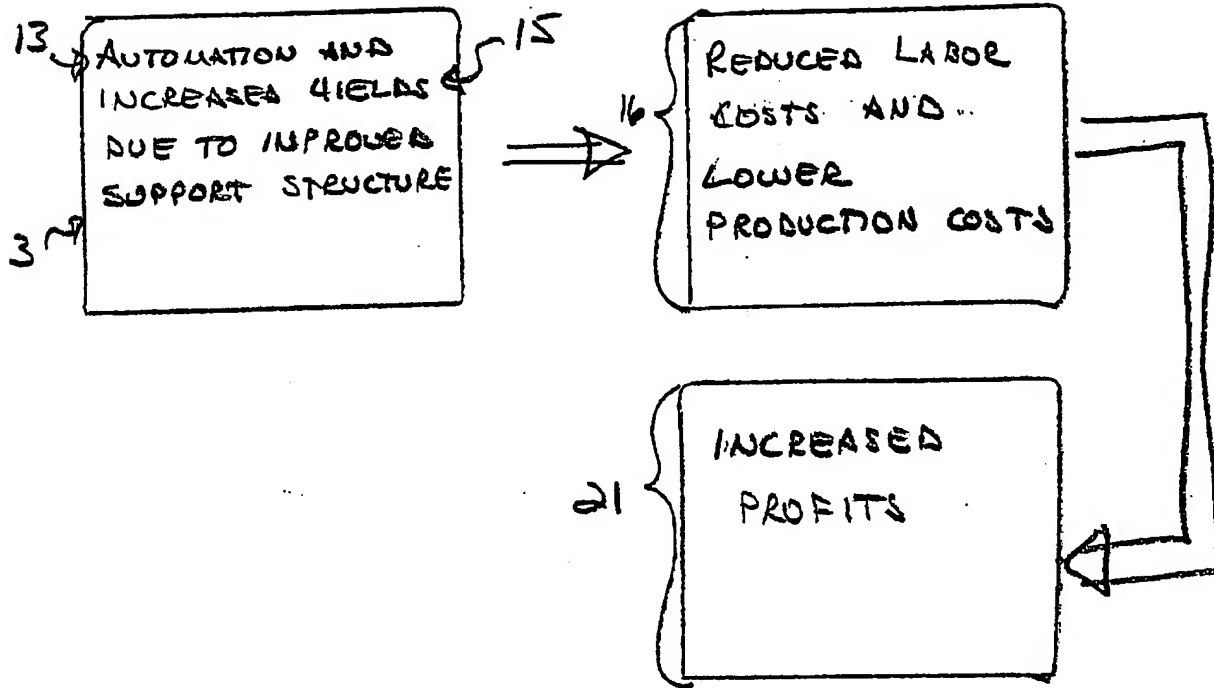 13
AUTOMATION AND
15
INCREASED YIELDS
DUE TO IMPROVED
SUPPORT STRUCTURE
3
16
REDUCED LABOR
COSTS AND
LOWER
PRODUCTION COSTS
21
INCREASED
PROFITS